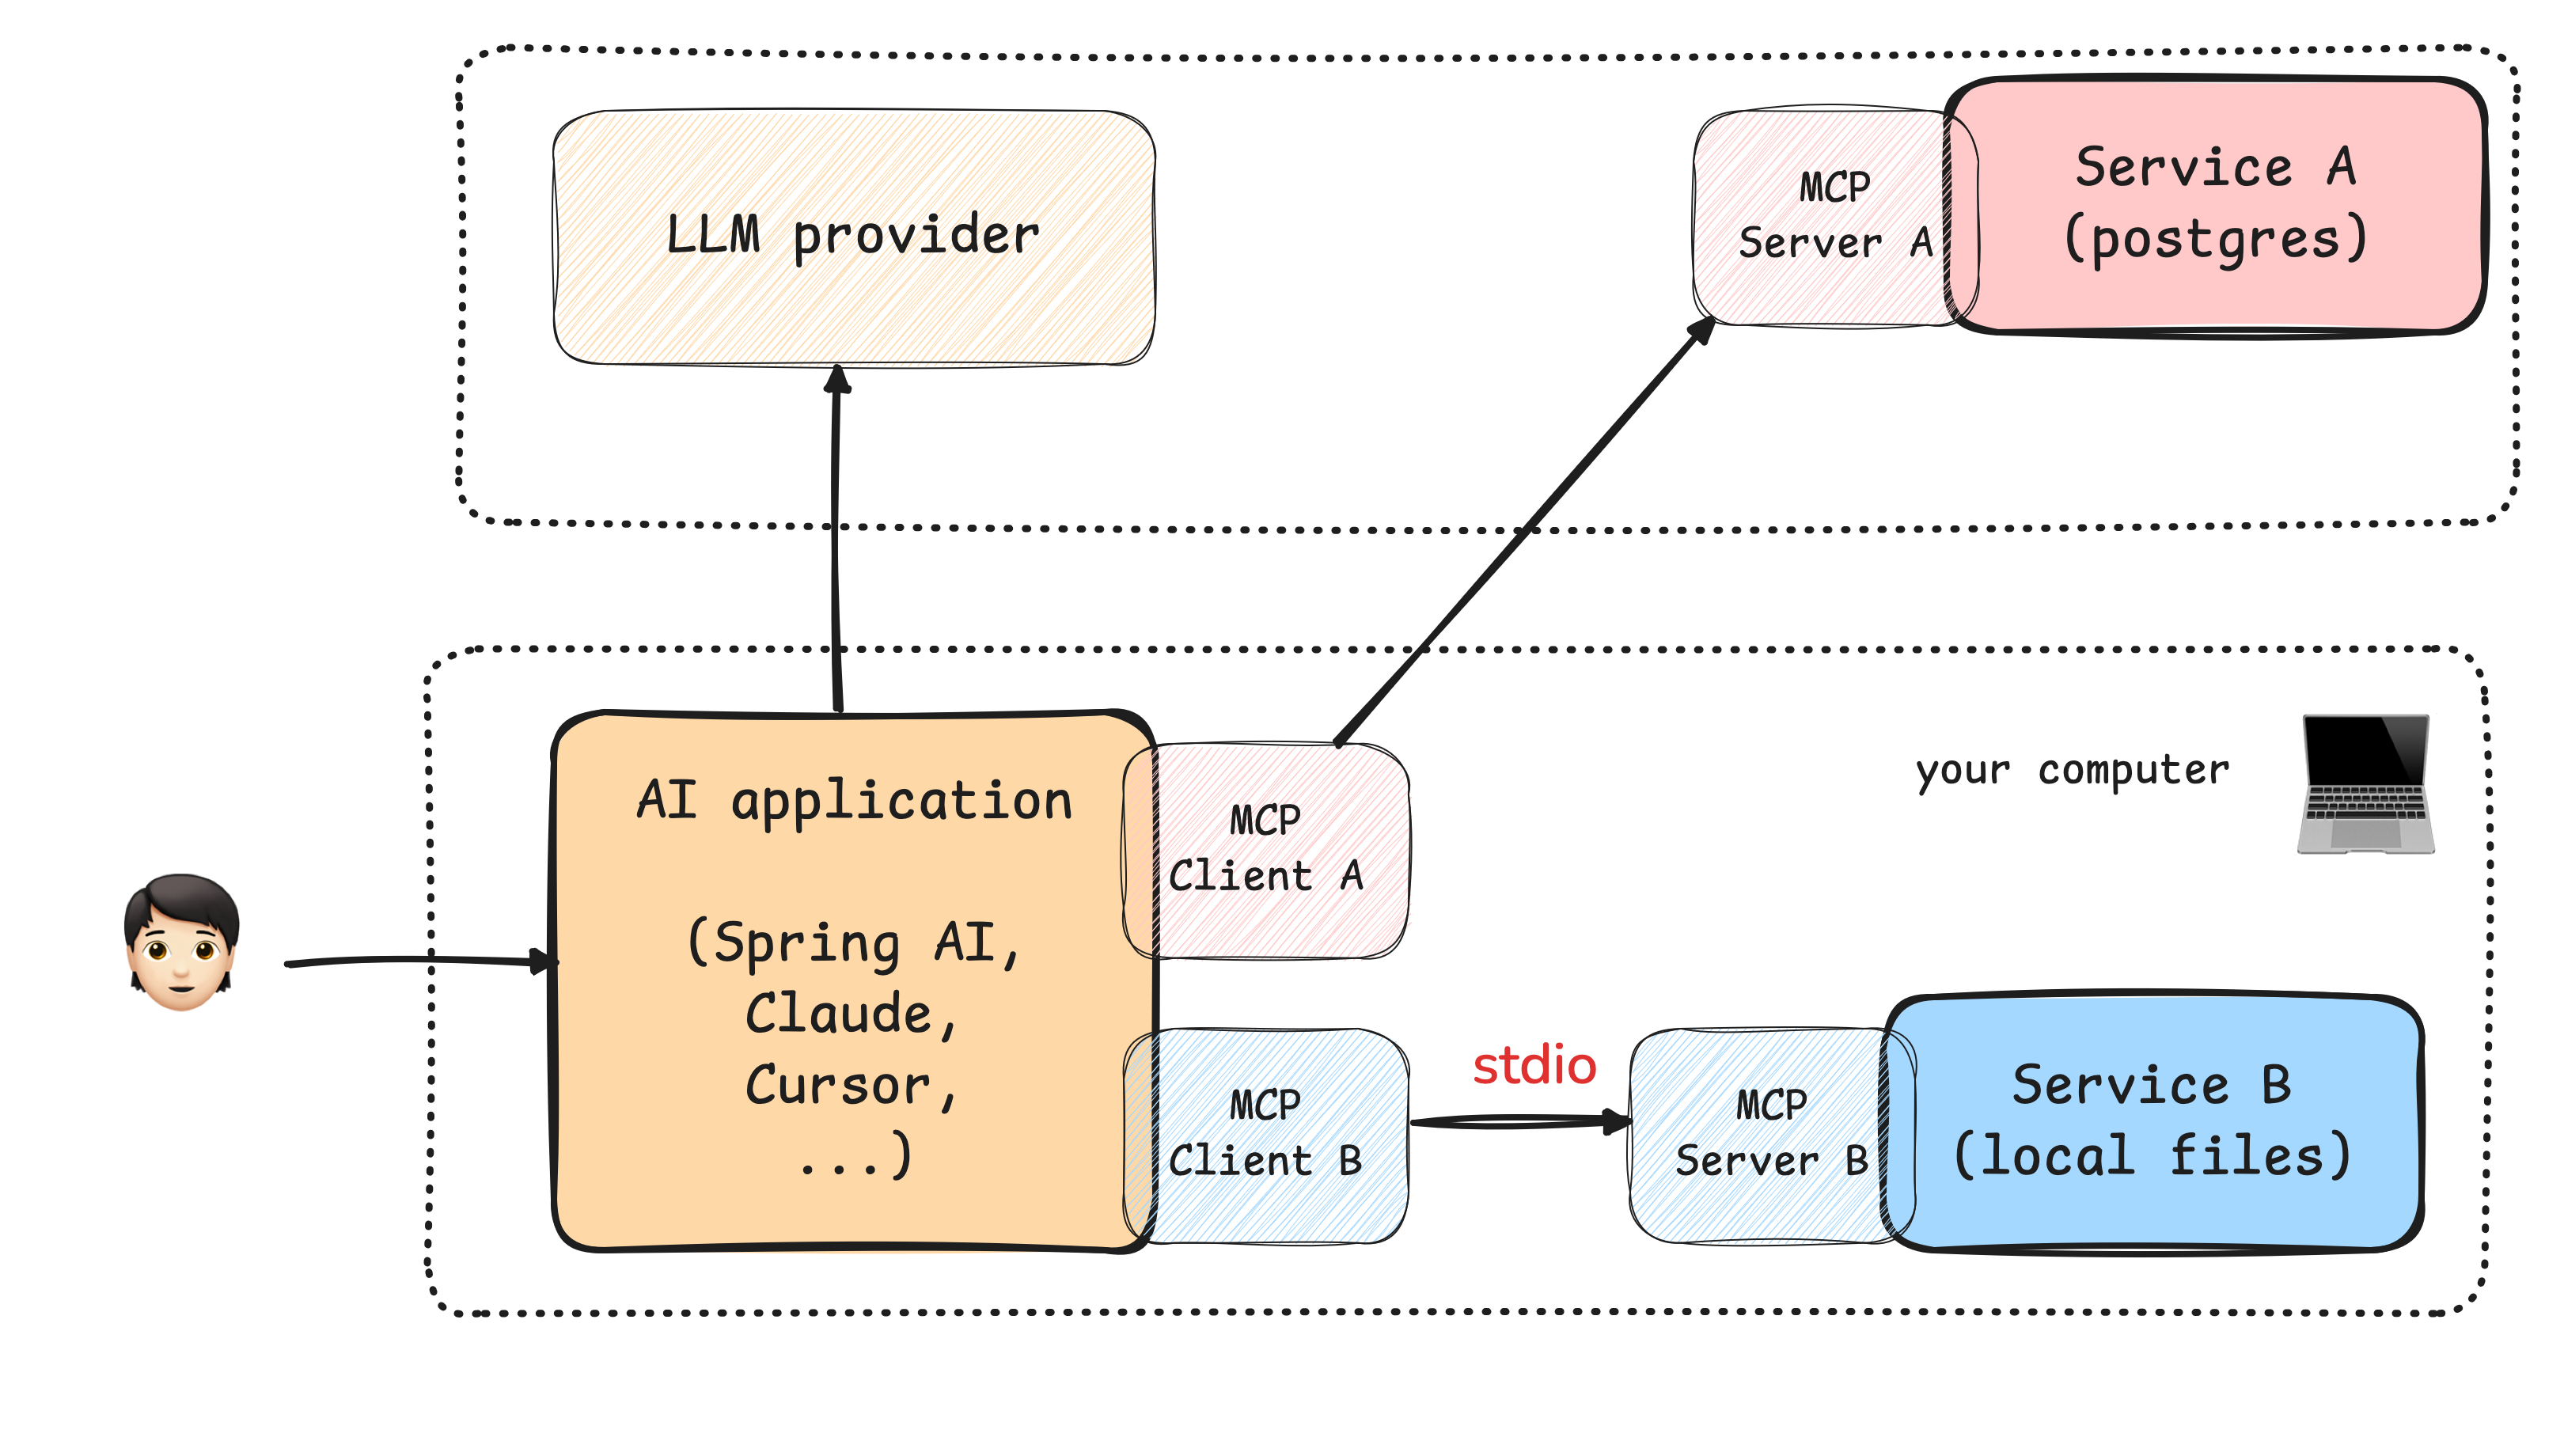 LLM provider
MCP
Server A
Service A
(postgres)
AI application
(Spring AI,
Claude,
Cursor,
...)
MCP
Client A
your computer
MCP
Client B
stdio
MCP
Server B
Service B
(local files)